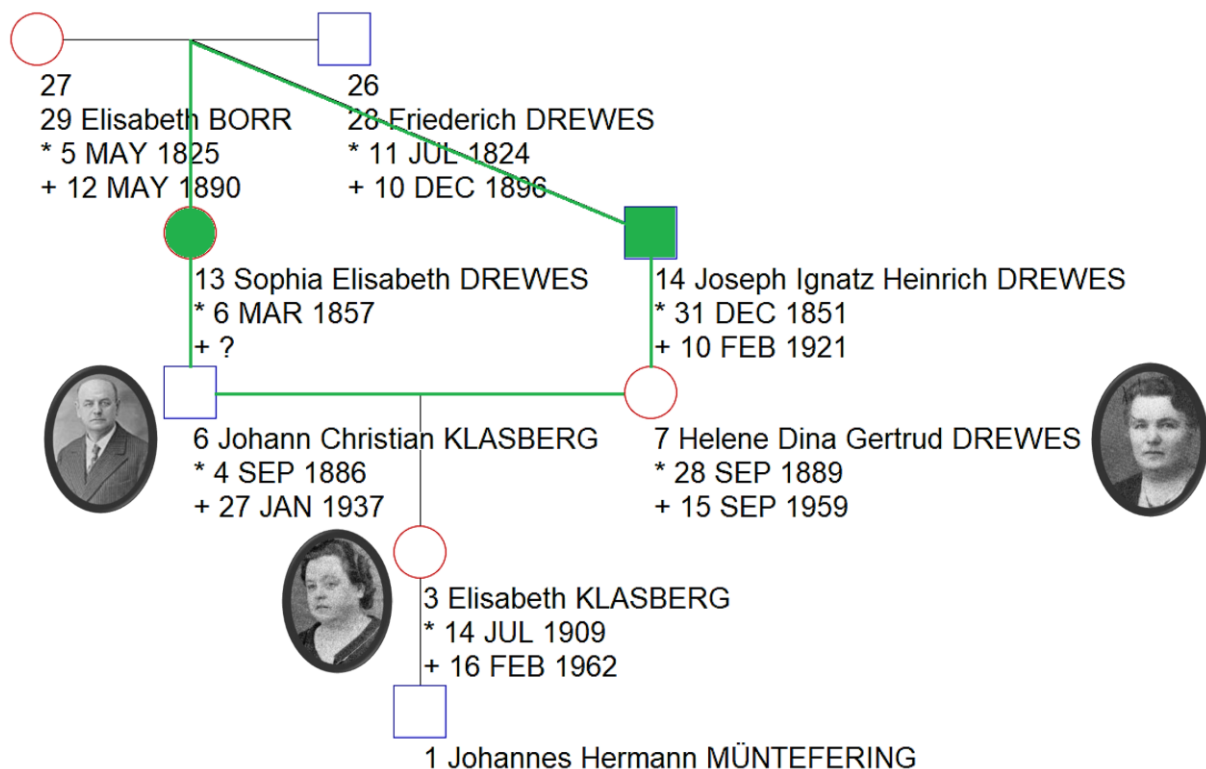 27
29 Elisabeth BORR
* 5 MAY 1825
+ 12 MAY 1890
26
28 Friederich DREWES
* 11 JUL 1824
+ 10 DEC 1896
13 Sophia Elisabeth DREWES
* 6 MAR 1857
+ ?
14 Joseph Ignatz Heinrich DREWES
* 31 DEC 1851
+ 10 FEB 1921
6 Johann Christian KLASBERG
* 4 SEP 1886
+ 27 JAN 1937
7 Helene Dina Gertrud DREWES
* 28 SEP 1889
+ 15 SEP 1959
3 Elisabeth KLASBERG
* 14 JUL 1909
+ 16 FEB 1962
1 Johannes Hermann MÜNTEFERING